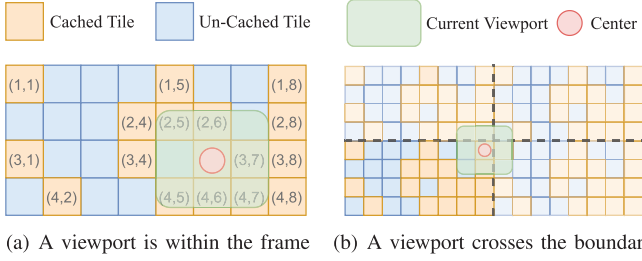 Cached Tile Un-Cached Tile Current Viewport Center
(1,1) (1,5) (1,8)
(2,4) (2,5) (2,6) (2,8)
(3,1) (3,4) (3,7) (3,8)
(4,2) (4,5) (4,6) (4,7) (4,8)
(a) A viewport is within the frame (b) A viewport crosses the boundar